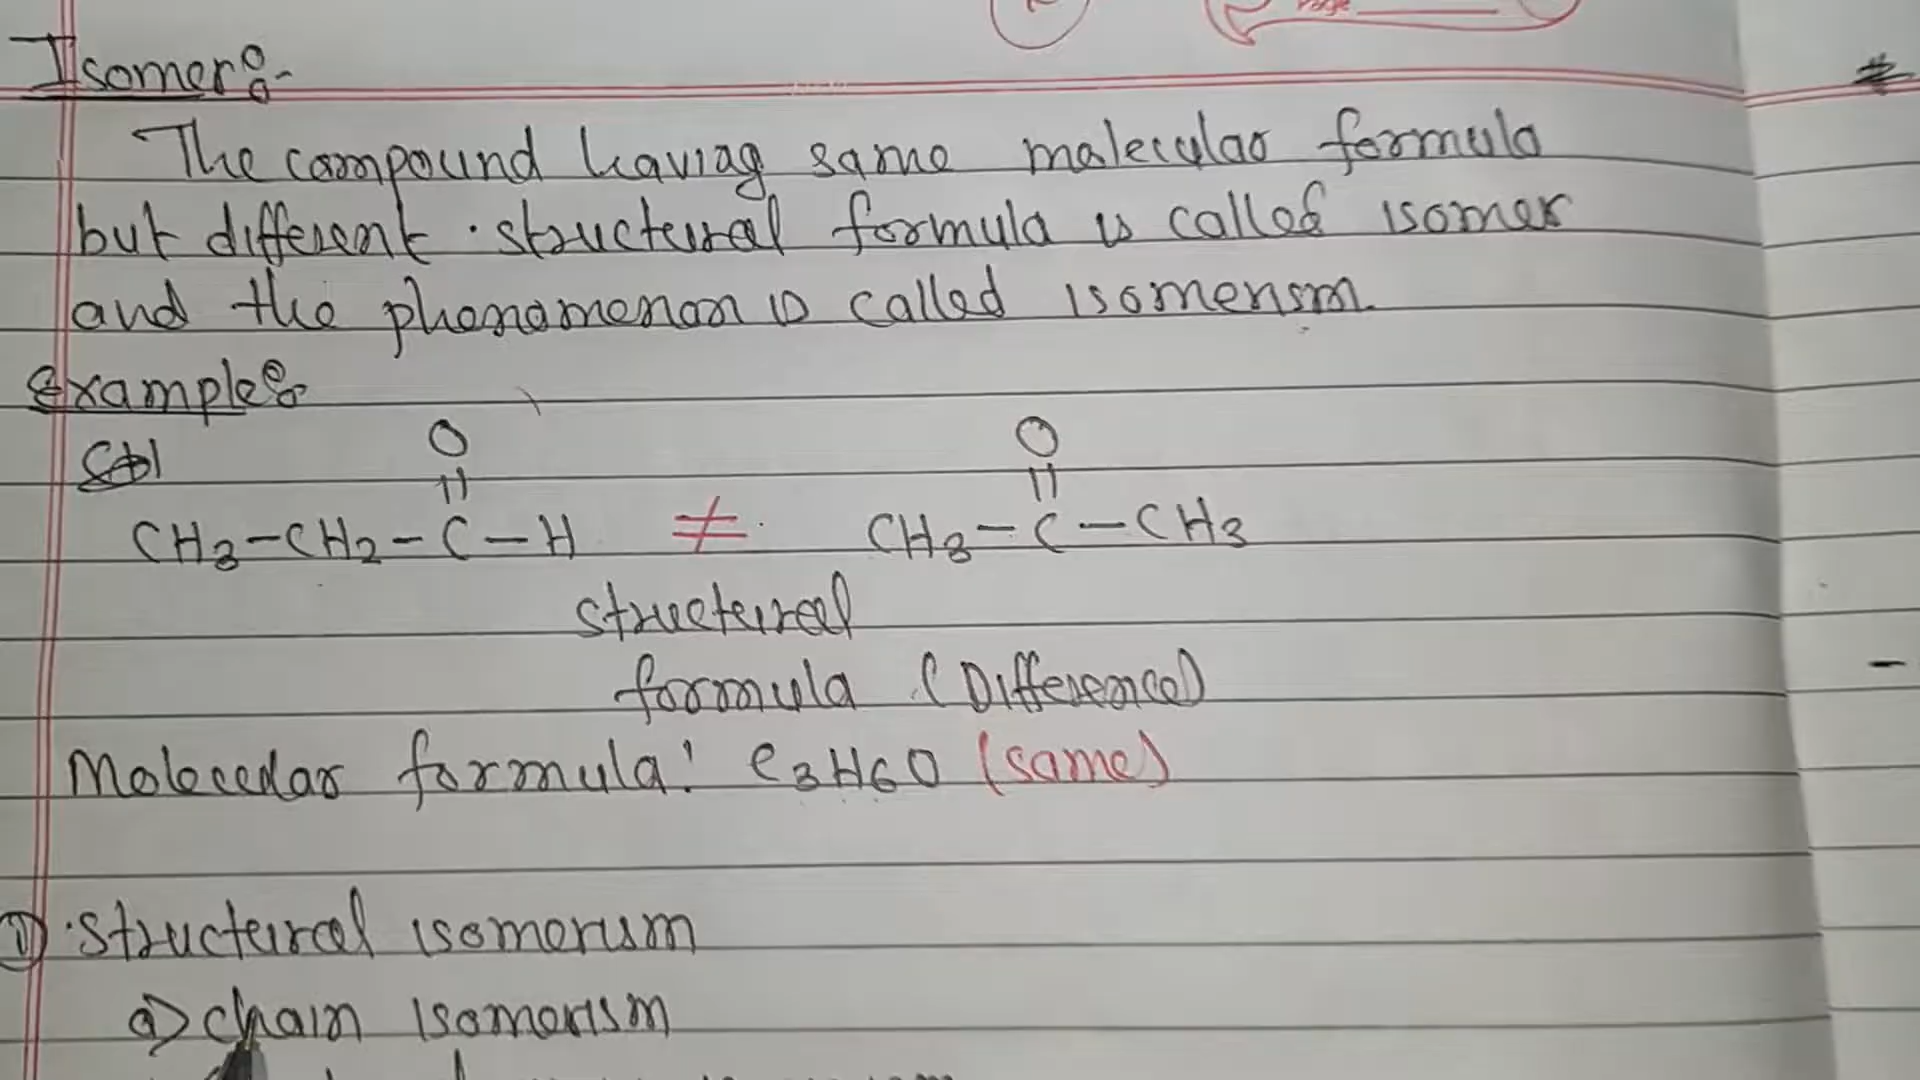 Page
Isomer:-
The compound having same molecular formula
but different structural formula is called isomer
and the phenomenon is called isomerism.
Example:
O
||
CH3-CH2-C-H ≠ CH3-C-CH3
O
||
structural
formula (Difference)
Molecular formula: C3H6O (same)
① structural isomerism
a) chain isomerism